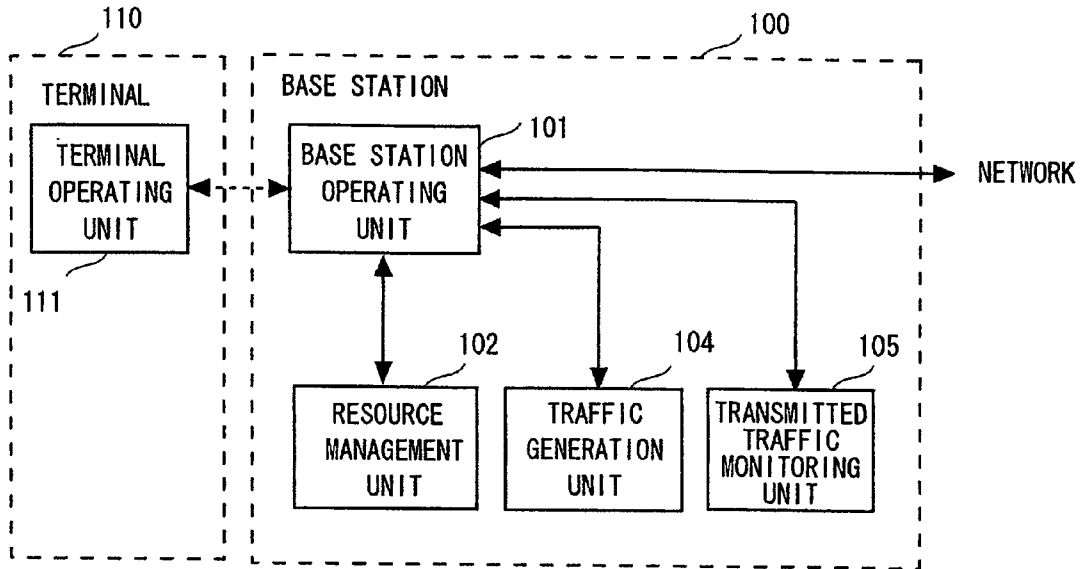 110
100
TERMINAL
BASE STATION
101
TERMINAL
OPERATING
UNIT
BASE STATION
OPERATING
UNIT
NETWORK
111
102
104
105
RESOURCE
MANAGEMENT
UNIT
TRAFFIC
GENERATION
UNIT
TRANSMITTED
TRAFFIC
MONITORING
UNIT